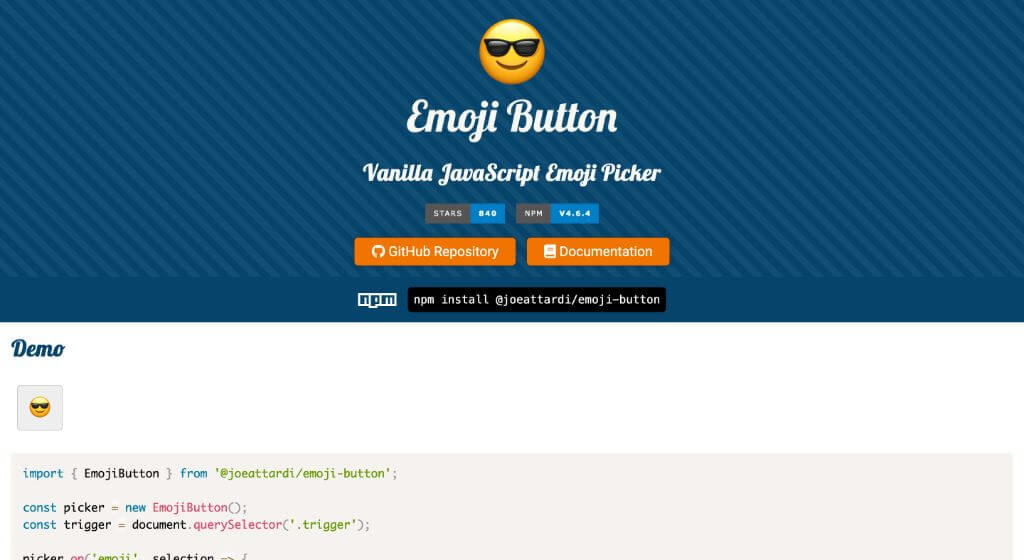 Emoji Button
Vanilla JavaScript Emoji Picker
STARS 840 NPM V4.6.4
GitHub Repository Documentation
npm npm install @joeattardi/emoji-button
Demo
import { EmojiButton } from '@joeattardi/emoji-button';
const picker = new EmojiButton();
const trigger = document.querySelector('.trigger');
picker.on('emoji', selection => {